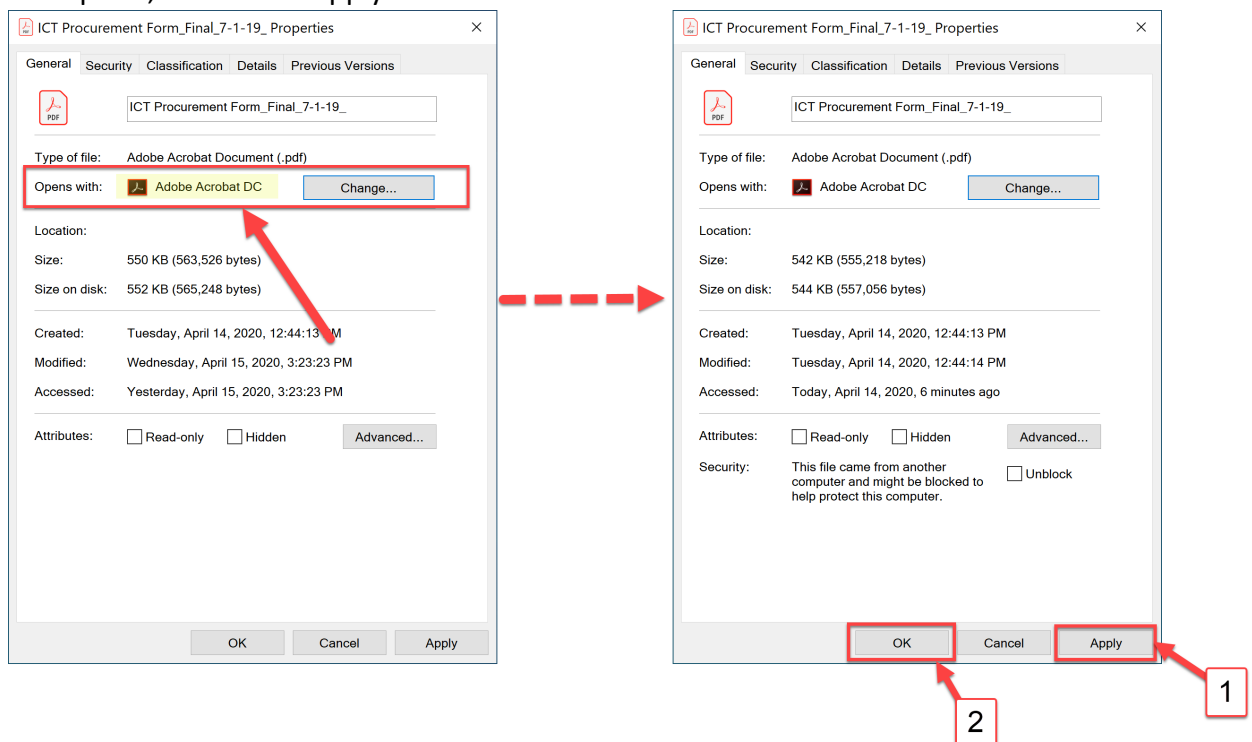 ICT Procurement Form_Final_7-1-19_ Properties
General Security Classification Details Previous Versions
PDF
ICT Procurement Form_Final_7-1-19_
Type of file: Adobe Acrobat Document (.pdf)
Opens with: Adobe Acrobat DC Change...
Location:
Size: 550 KB (563,526 bytes)
Size on disk: 552 KB (565,248 bytes)
Created: Tuesday, April 14, 2020, 12:44:13 PM
Modified: Wednesday, April 15, 2020, 3:23:23 PM
Accessed: Yesterday, April 15, 2020, 3:23:23 PM
Attributes: Read-only Hidden Advanced...
OK Cancel Apply
ICT Procurement Form_Final_7-1-19_ Properties
General Security Classification Details Previous Versions
PDF
ICT Procurement Form_Final_7-1-19_
Type of file: Adobe Acrobat Document (.pdf)
Opens with: Adobe Acrobat DC Change...
Location:
Size: 542 KB (555,218 bytes)
Size on disk: 544 KB (557,056 bytes)
Created: Tuesday, April 14, 2020, 12:44:13 PM
Modified: Tuesday, April 14, 2020, 12:44:14 PM
Accessed: Today, April 14, 2020, 6 minutes ago
Attributes: Read-only Hidden Advanced...
Security: This file came from another
computer and might be blocked to
help protect this computer.
Unblock
OK Cancel Apply
1
2